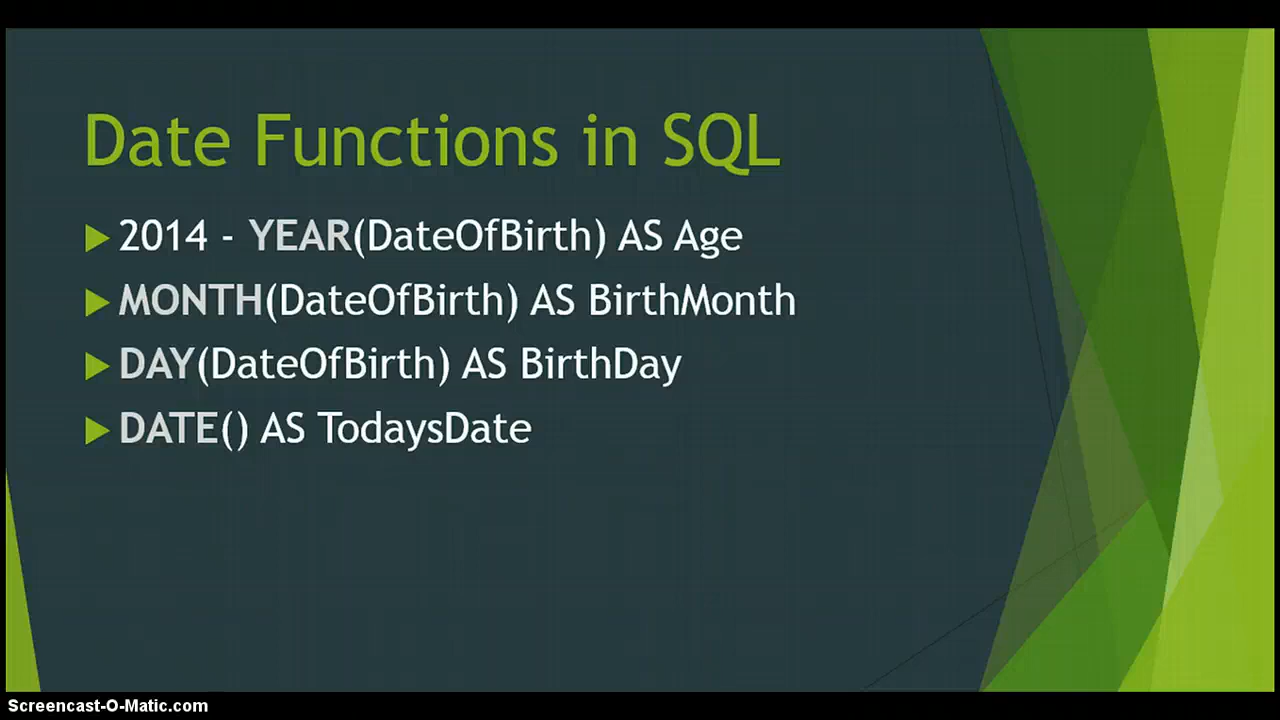 Date Functions in SQL
2014 - YEAR(DateOfBirth) AS Age
MONTH(DateOfBirth) AS BirthMonth
DAY(DateOfBirth) AS BirthDay
DATE() AS TodaysDate
Screencast-O-Matic.com